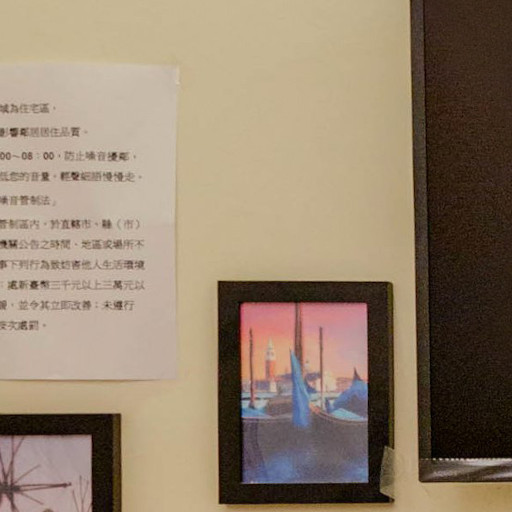 域為住宅區，
影響鄰居居住品質。
00～08：00，防止噪音擾鄰，
低您的音量，輕聲細語慢慢走。
噪音管制法」
管制區內，於直轄市、縣（市）
機關公告之時間、地區或場所不
事下列行為致妨害他人生活環境
：處新臺幣三千元以上三萬元以
緩，並令其立即改善；未遵行
按次處罰。